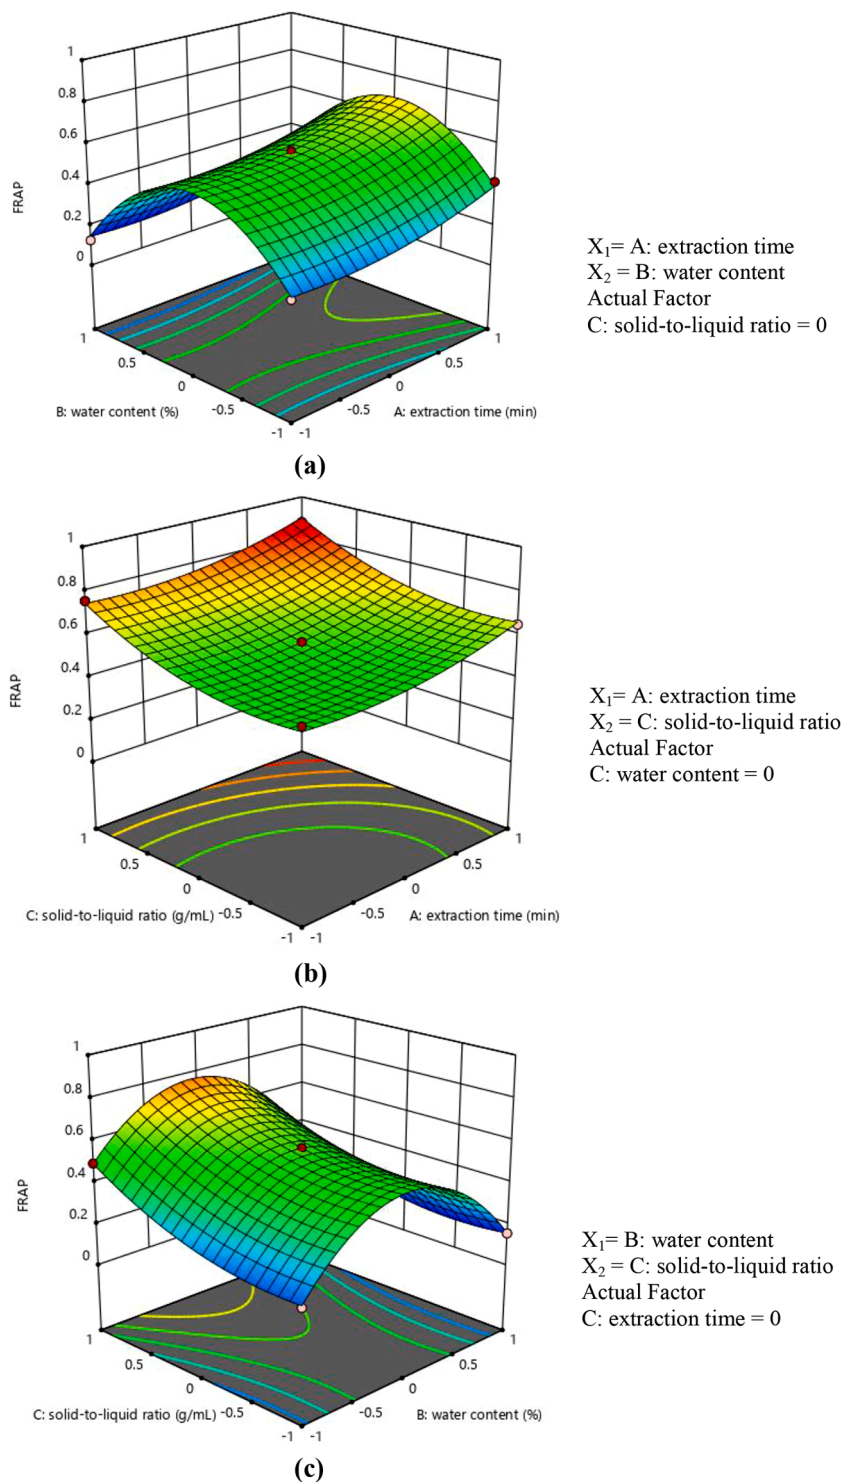 1
0.8
0.6
0.4
0.2
0
FRAP
X1= A: extraction time
X2 = B: water content
Actual Factor
C: solid-to-liquid ratio = 0
1
0.5
0
-0.5
-1
B: water content (%)
-1
-0.5
0
0.5
1
A: extraction time (min)
(a)
1
0.8
0.6
0.4
0.2
0
FRAP
X1= A: extraction time
X2 = C: solid-to-liquid ratio
Actual Factor
C: water content = 0
1
0.5
0
-0.5
-1
C: solid-to-liquid ratio (g/mL)
-1
-0.5
0
0.5
1
A: extraction time (min)
(b)
1
0.8
0.6
0.4
0.2
0
FRAP
X1= B: water content
X2 = C: solid-to-liquid ratio
Actual Factor
C: extraction time = 0
1
0.5
0
-0.5
-1
C: solid-to-liquid ratio (g/mL)
-1
-0.5
0
0.5
1
B: water content (%)
(c)